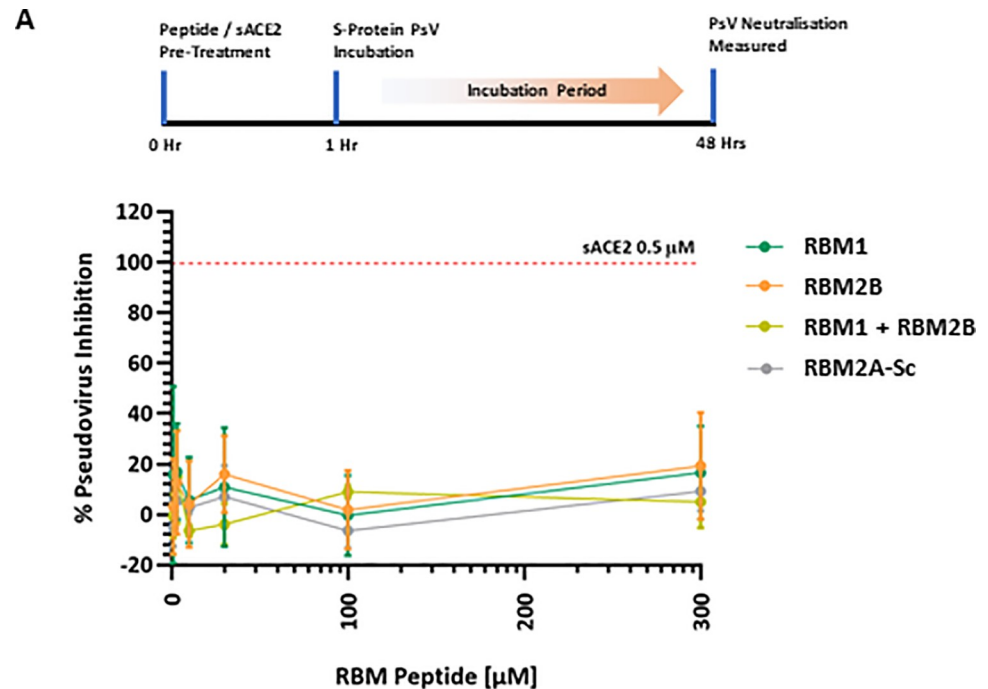 A
Peptide / sACE2
Pre-Treatment
S-Protein PsV
Incubation
PsV Neutralisation
Measured
Incubation Period
0 Hr
1 Hr
48 Hrs
120
100
80
60
40
20
0
-20
% Pseudovirus Inhibition
sACE2 0.5 µM
RBM1
RBM2B
RBM1 + RBM2B
RBM2A-Sc
0
100
200
300
RBM Peptide [µM]